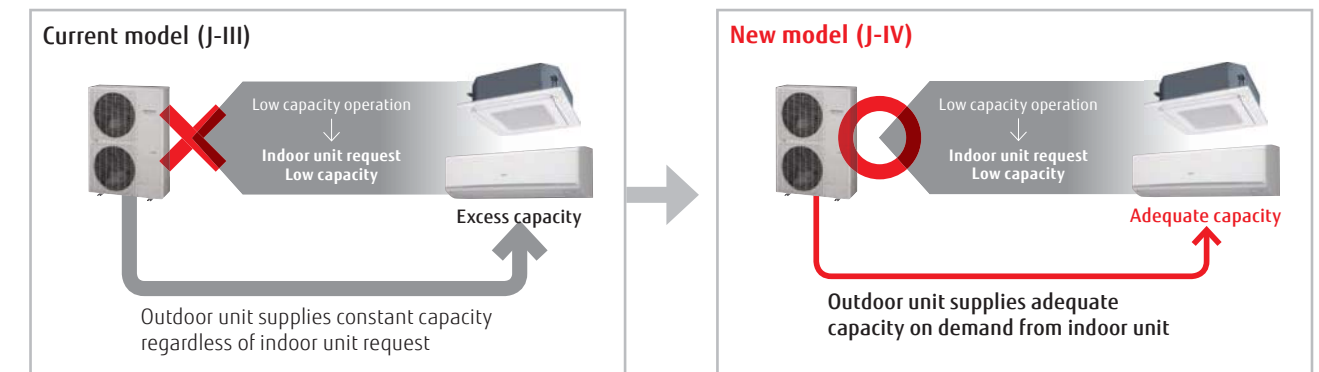 Current model (J-III)
Low capacity operation
Indoor unit request
Low capacity
Excess capacity
Outdoor unit supplies constant capacity
regardless of indoor unit request
New model (J-IV)
Low capacity operation
Indoor unit request
Low capacity
Adequate capacity
Outdoor unit supplies adequate
capacity on demand from indoor unit